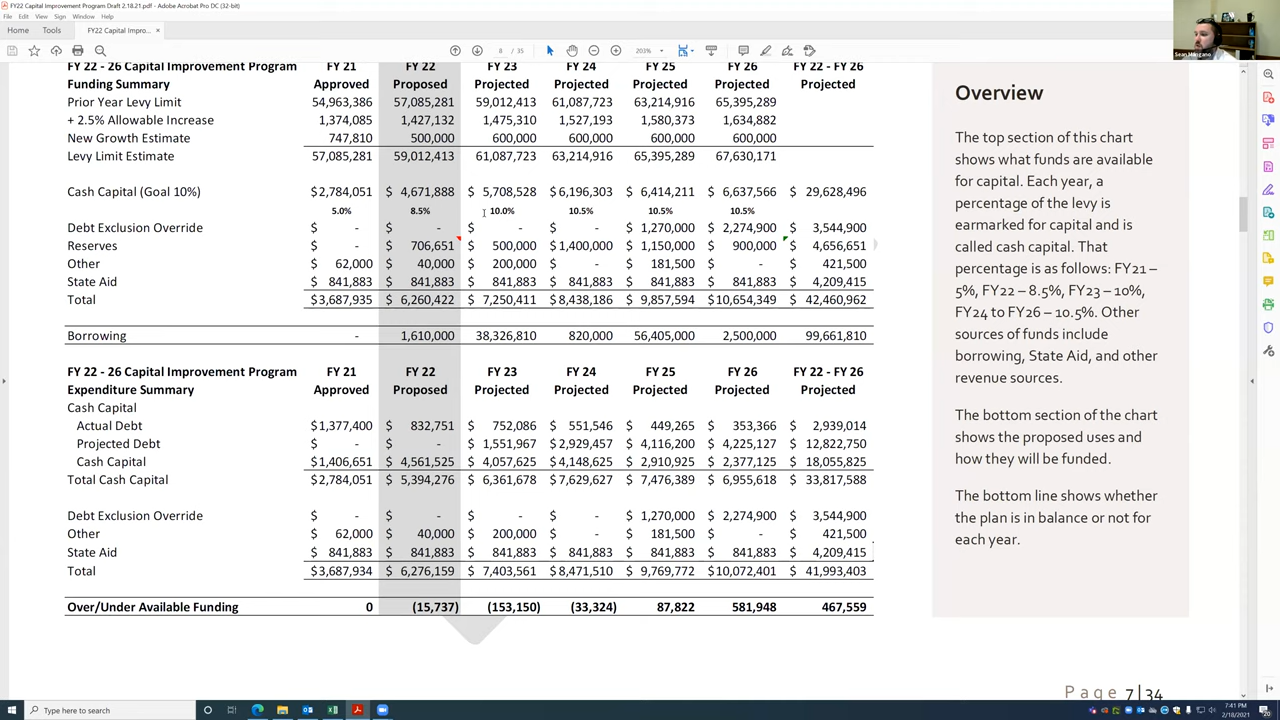 FY22 Capital Improvement Program Draft 2.18.21.pdf - Adobe Acrobat Pro DC (32-bit)
File Edit View Sign Window Help
Home Tools FY22 Capital Impro... ×
8 / 35 203%
Sean Mangano
FY 22 - 26 Capital Improvement Program FY 21 FY 22 FY 23 FY 24 FY 25 FY 26 FY 22 - FY 26
Funding Summary Approved Proposed Projected Projected Projected Projected Projected
Prior Year Levy Limit 54,963,386 57,085,281 59,012,413 61,087,723 63,214,916 65,395,289
+ 2.5% Allowable Increase 1,374,085 1,427,132 1,475,310 1,527,193 1,580,373 1,634,882
New Growth Estimate 747,810 500,000 600,000 600,000 600,000 600,000
Levy Limit Estimate 57,085,281 59,012,413 61,087,723 63,214,916 65,395,289 67,630,171
Cash Capital (Goal 10%) $2,784,051 $ 4,671,888 $ 5,708,528 $ 6,196,303 $ 6,414,211 $ 6,637,566 $ 29,628,496
5.0% 8.5% 10.0% 10.5% 10.5% 10.5%
Debt Exclusion Override $ - $ - $ - $ - $ 1,270,000 $ 2,274,900 $ 3,544,900
Reserves $ - $ 706,651 $ 500,000 $ 1,400,000 $ 1,150,000 $ 900,000 $ 4,656,651
Other $ 62,000 $ 40,000 $ 200,000 $ - $ 181,500 $ - $ 421,500
State Aid $ 841,883 $ 841,883 $ 841,883 $ 841,883 $ 841,883 $ 841,883 $ 4,209,415
Total $3,687,935 $ 6,260,422 $ 7,250,411 $ 8,438,186 $ 9,857,594 $10,654,349 $ 42,460,962
Borrowing - 1,610,000 38,326,810 820,000 56,405,000 2,500,000 99,661,810
FY 22 - 26 Capital Improvement Program FY 21 FY 22 FY 23 FY 24 FY 25 FY 26 FY 22 - FY 26
Expenditure Summary Approved Proposed Projected Projected Projected Projected Projected
Cash Capital
Actual Debt $1,377,400 $ 832,751 $ 752,086 $ 551,546 $ 449,265 $ 353,366 $ 2,939,014
Projected Debt $ - $ - $ 1,551,967 $ 2,929,457 $ 4,116,200 $ 4,225,127 $ 12,822,750
Cash Capital $1,406,651 $ 4,561,525 $ 4,057,625 $ 4,148,625 $ 2,910,925 $ 2,377,125 $ 18,055,825
Total Cash Capital $2,784,051 $ 5,394,276 $ 6,361,678 $ 7,629,627 $ 7,476,389 $ 6,955,618 $ 33,817,588
Debt Exclusion Override $ - $ - $ - $ - $ 1,270,000 $ 2,274,900 $ 3,544,900
Other $ 62,000 $ 40,000 $ 200,000 $ - $ 181,500 $ - $ 421,500
State Aid $ 841,883 $ 841,883 $ 841,883 $ 841,883 $ 841,883 $ 841,883 $ 4,209,415
Total $3,687,934 $ 6,276,159 $ 7,403,561 $ 8,471,510 $ 9,769,772 $10,072,401 $ 41,993,403
Over/Under Available Funding 0 (15,737) (153,150) (33,324) 87,822 581,948 467,559
Overview
The top section of this chart
shows what funds are available
for capital. Each year, a
percentage of the levy is
earmarked for capital and is
called cash capital. That
percentage is as follows: FY21 –
5%, FY22 – 8.5%, FY23 – 10%,
FY24 to FY26 – 10.5%. Other
sources of funds include
borrowing, State Aid, and other
revenue sources.
The bottom section of the chart
shows the proposed uses and
how they will be funded.
The bottom line shows whether
the plan is in balance or not for
each year.
Page 7|34
Type here to search
7:41 PM
2/18/2021